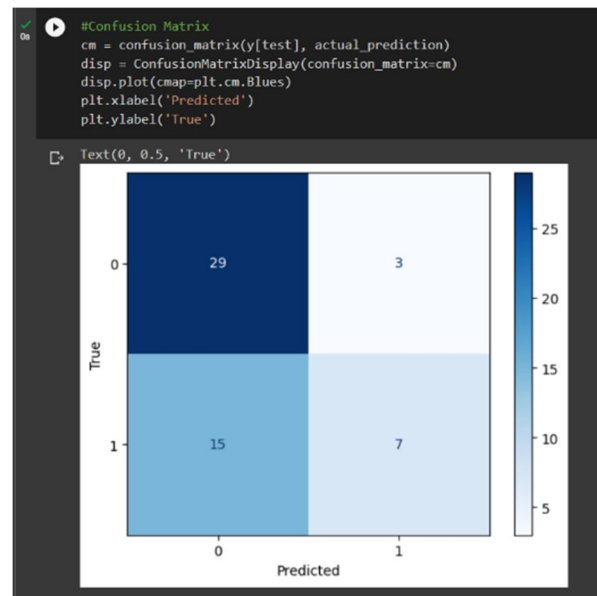 0s
#Confusion Matrix
cm = confusion_matrix(y[test], actual_prediction)
disp = ConfusionMatrixDisplay(confusion_matrix=cm)
disp.plot(cmap=plt.cm.Blues)
plt.xlabel('Predicted')
plt.ylabel('True')
Text(0, 0.5, 'True')
25
0
29
3
20
True
15
1
15
7
10
5
0
1
Predicted